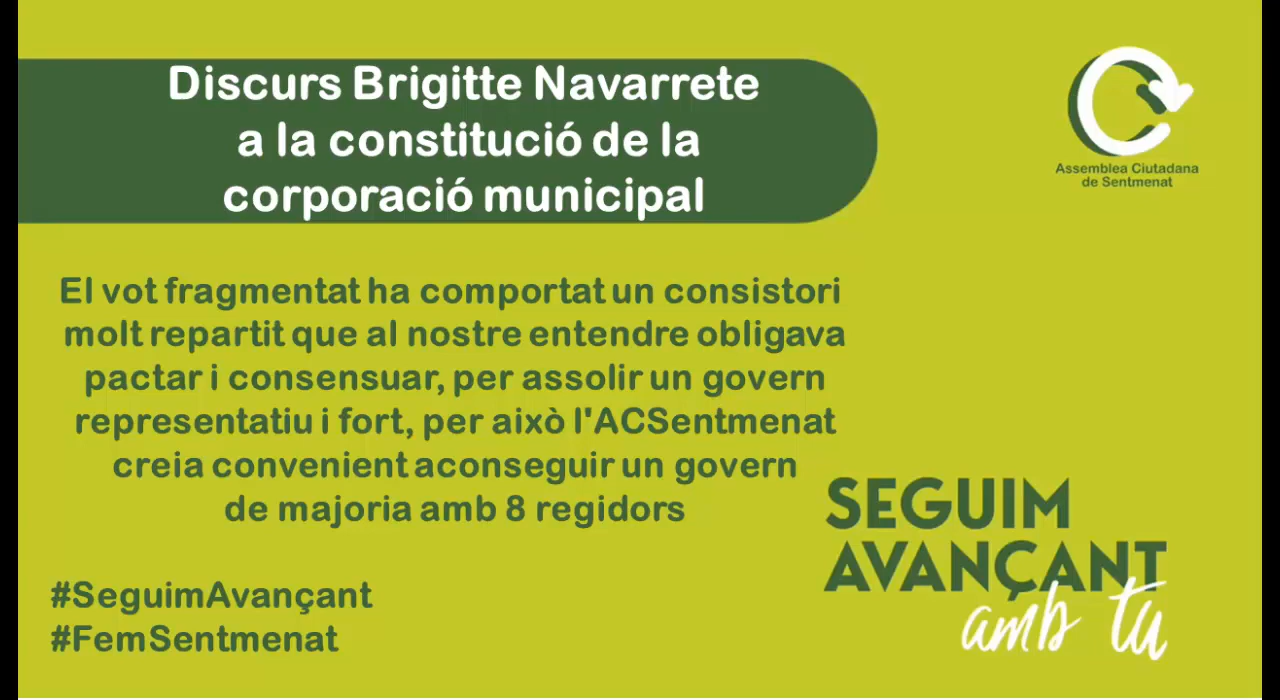 Discurs Brigitte Navarrete
a la constitució de la
corporació municipal
Assemblea Ciutadana
de Sentmenat
El vot fragmentat ha comportat un consistori
molt repartit que al nostre entendre obligava
pactar i consensuar, per assolir un govern
representatiu i fort, per això l'ACSentmenat
creia convenient aconseguir un govern
de majoria amb 8 regidors
SEGUIM
AVANÇANT
amb tu
#SeguimAvançant
#FemSentmenat